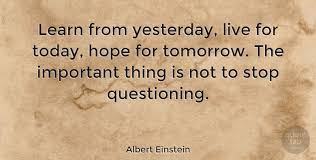 Learn from yesterday, live for
today, hope for tomorrow. The
important thing is not to stop
questioning.
Albert Einstein